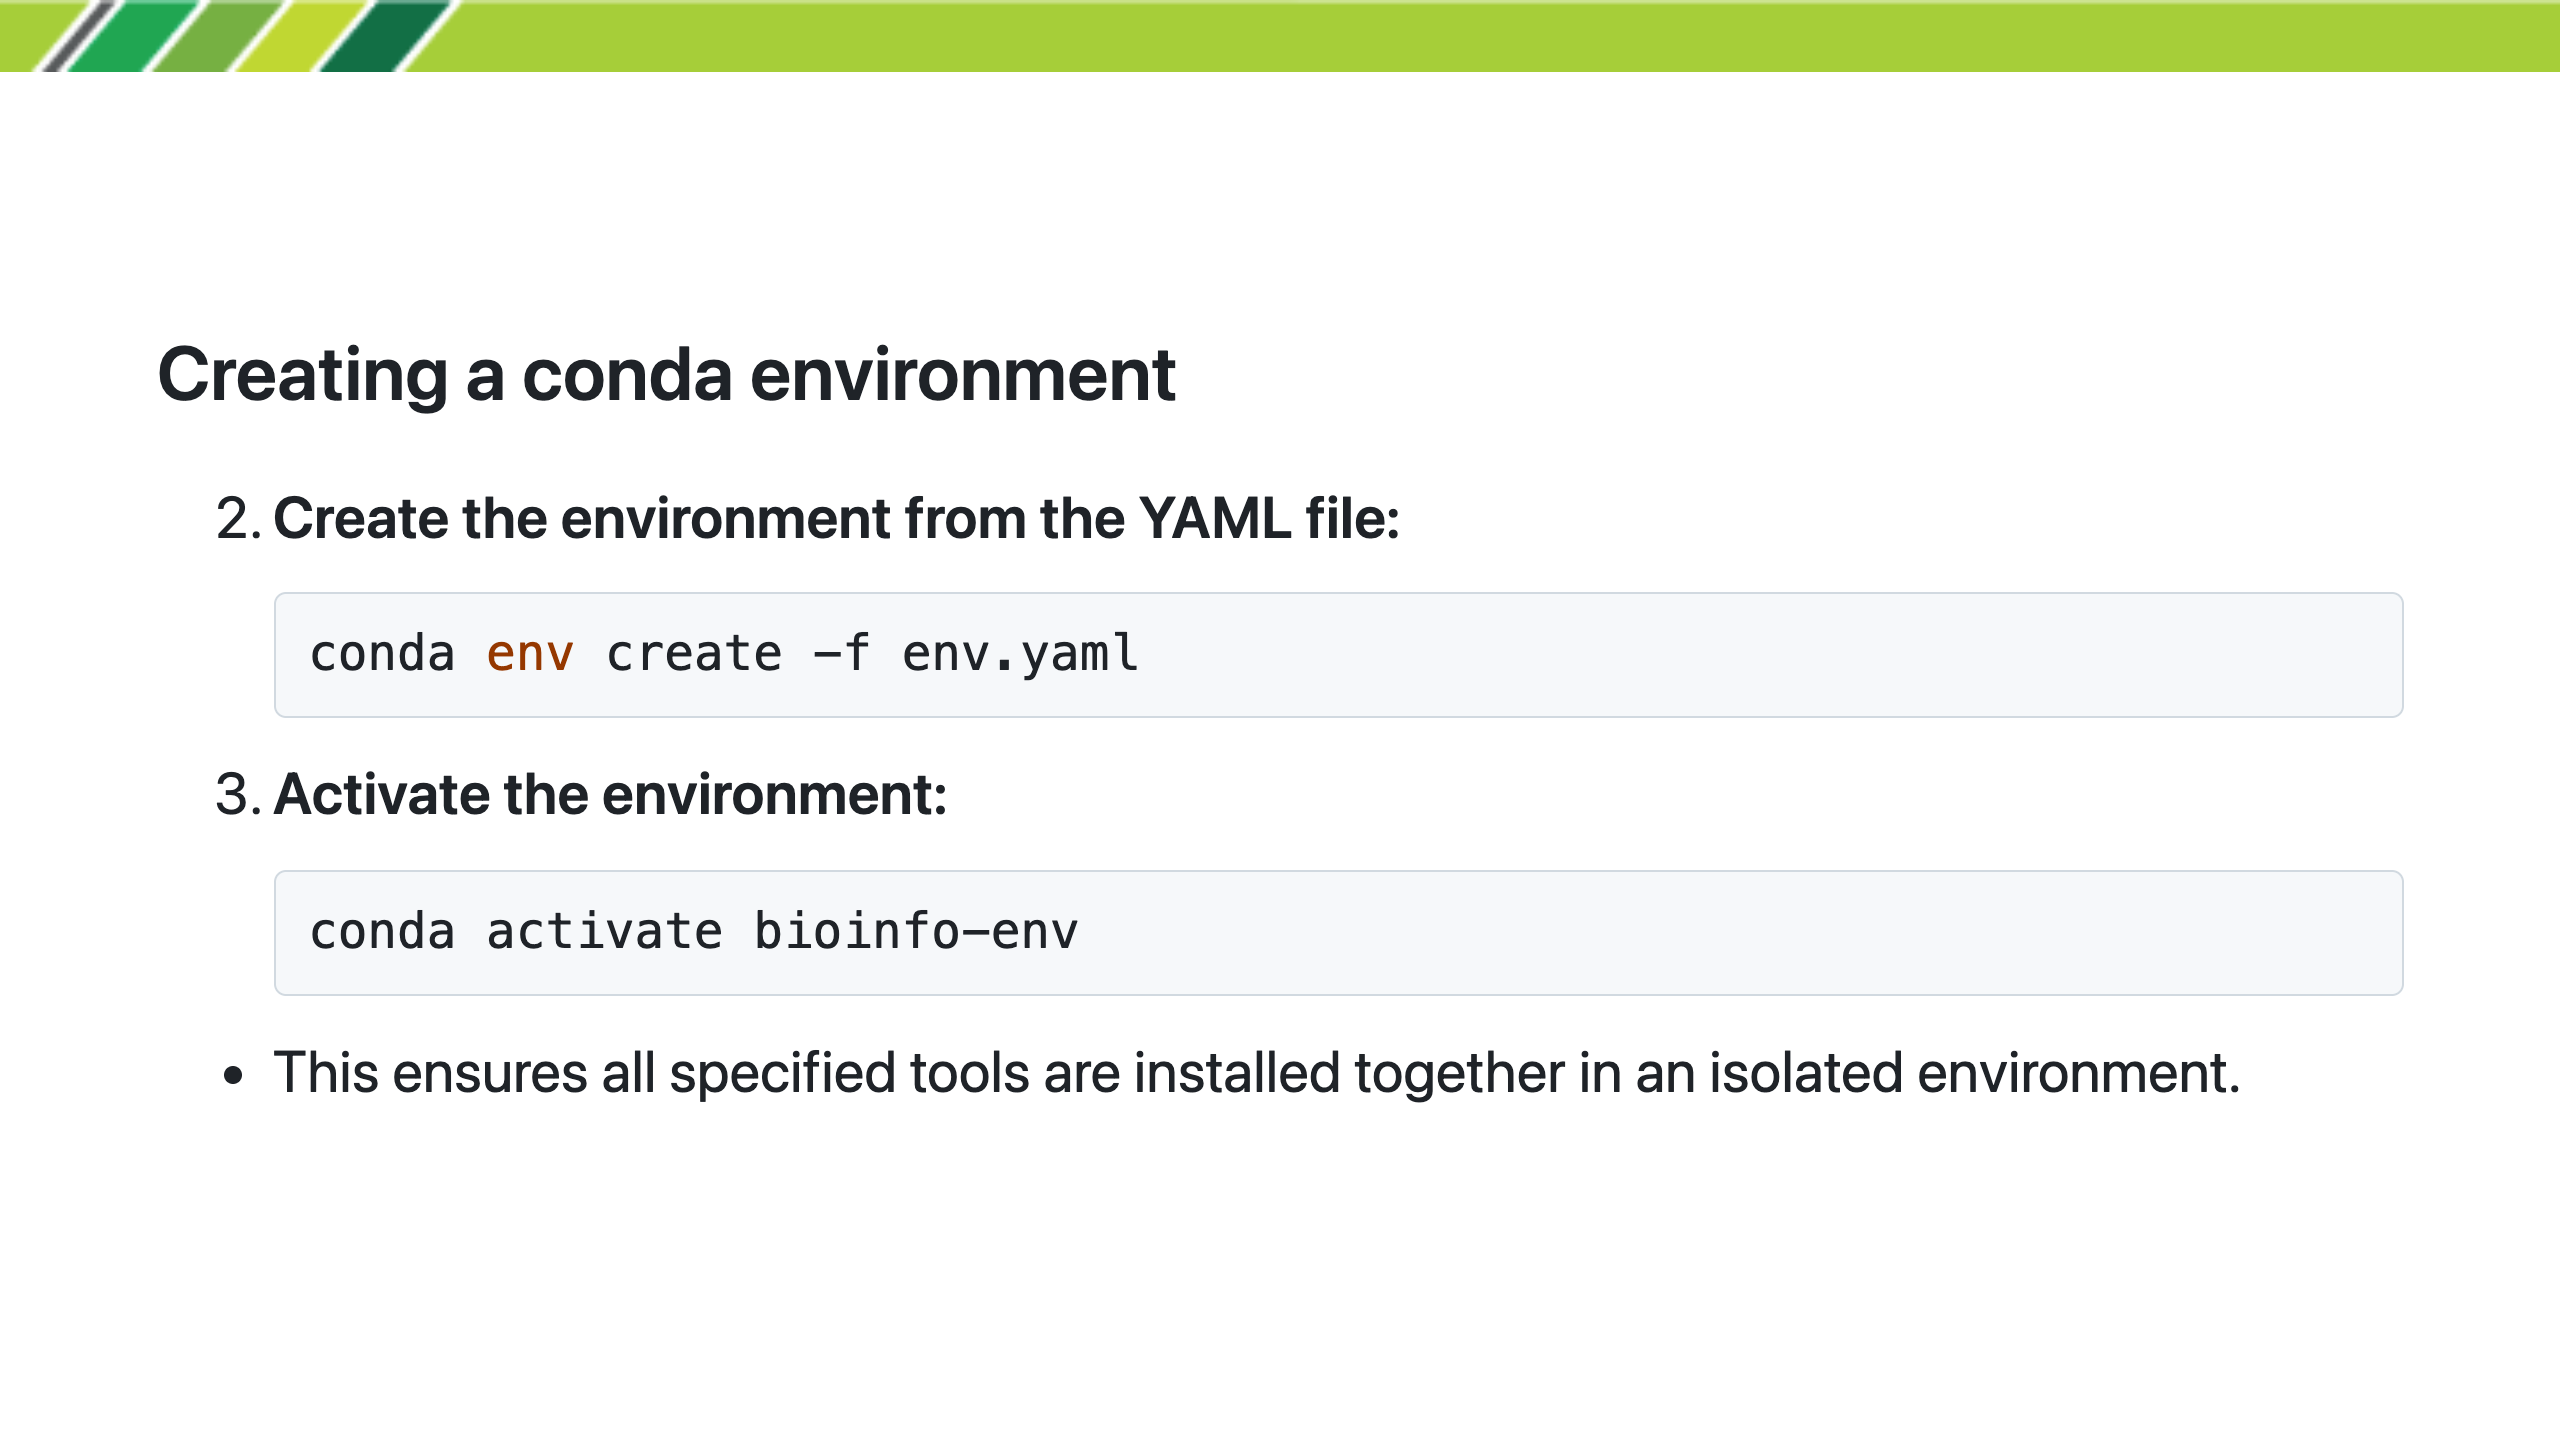 Creating a conda environment
2. Create the environment from the YAML file:
conda env create -f env.yaml
3. Activate the environment:
conda activate bioinfo-env
• This ensures all specified tools are installed together in an isolated environment.